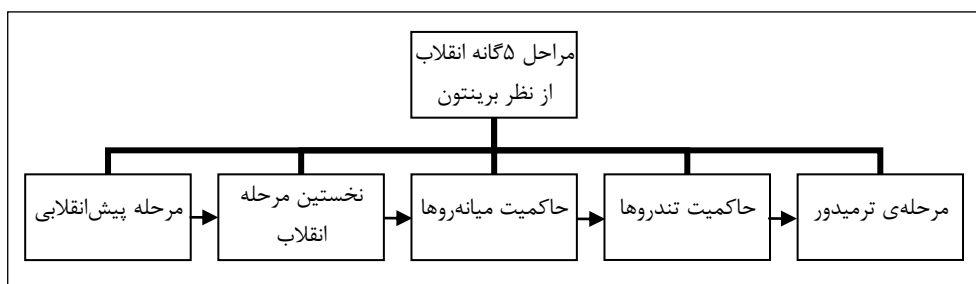 مراحل ۵گانه انقلاب
از نظر برینتون
مرحله پیش‌انقلابی
نخستین مرحله
انقلاب
حاکمیت میانه‌روها
حاکمیت تندروها
مرحله‌ی ترمیدور